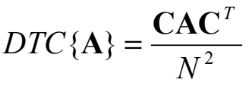 DTC{A} = CAC^T / N^2